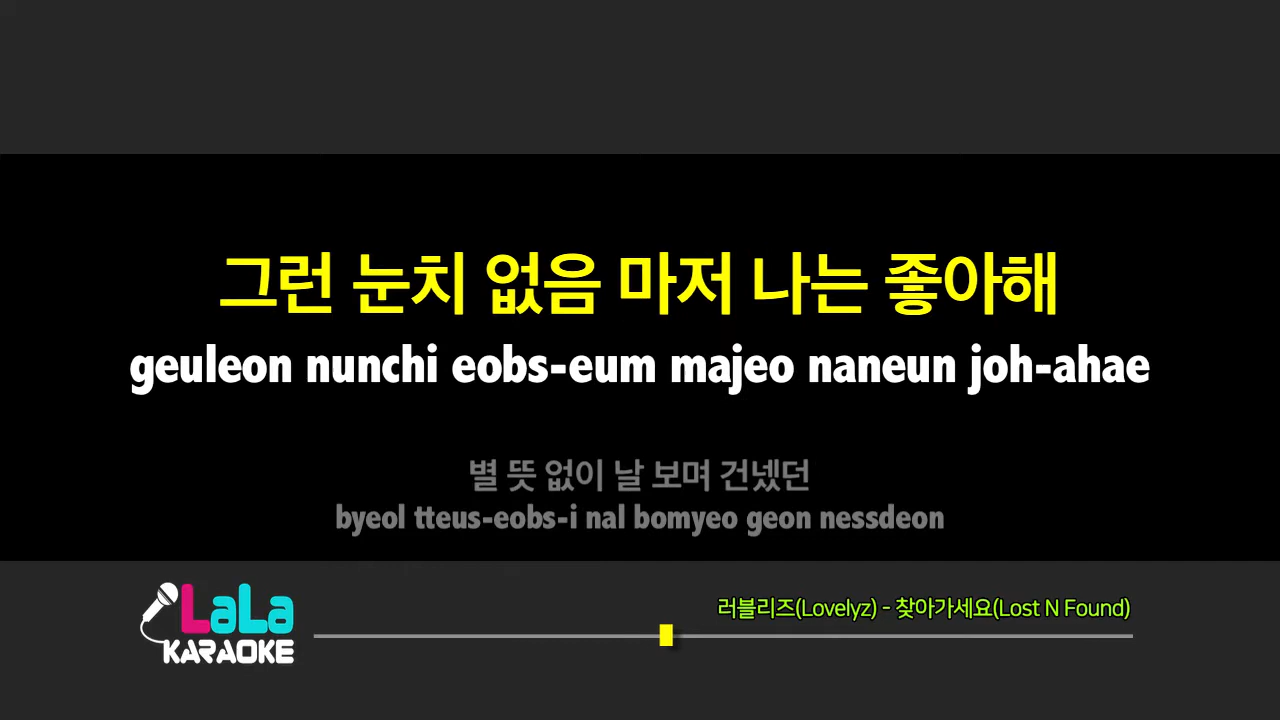 그런 눈치 없음 마저 나는 좋아해
geuleon nunchi eobs-eum majeo naneun joh-ahae
별 뜻 없이 날 보며 건넸던
byeol tteus-eobs-i nal bomyeo geon nessdeon
러블리즈(Lovelyz) - 찾아가세요(Lost N Found)
LaLa
KARAOKE